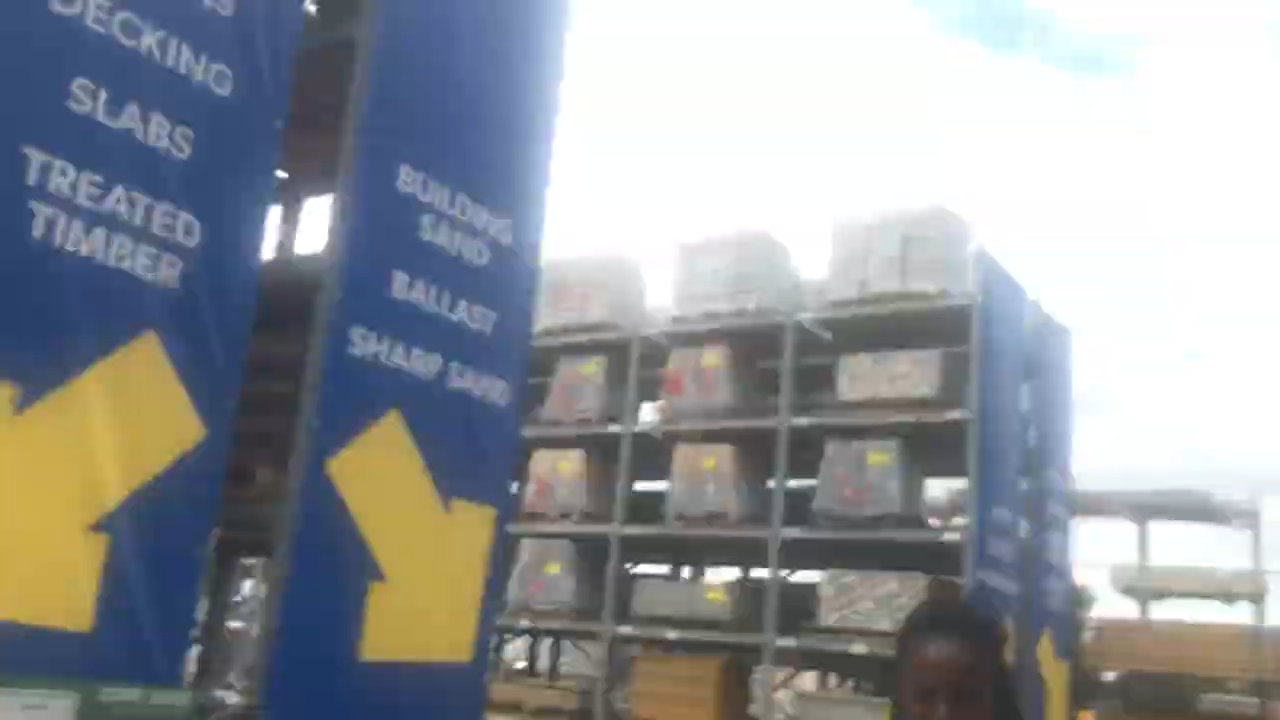 DECKING
SLABS
TREATED
TIMBER
BUILDING
SAND
BALLAST
SHARP SAND